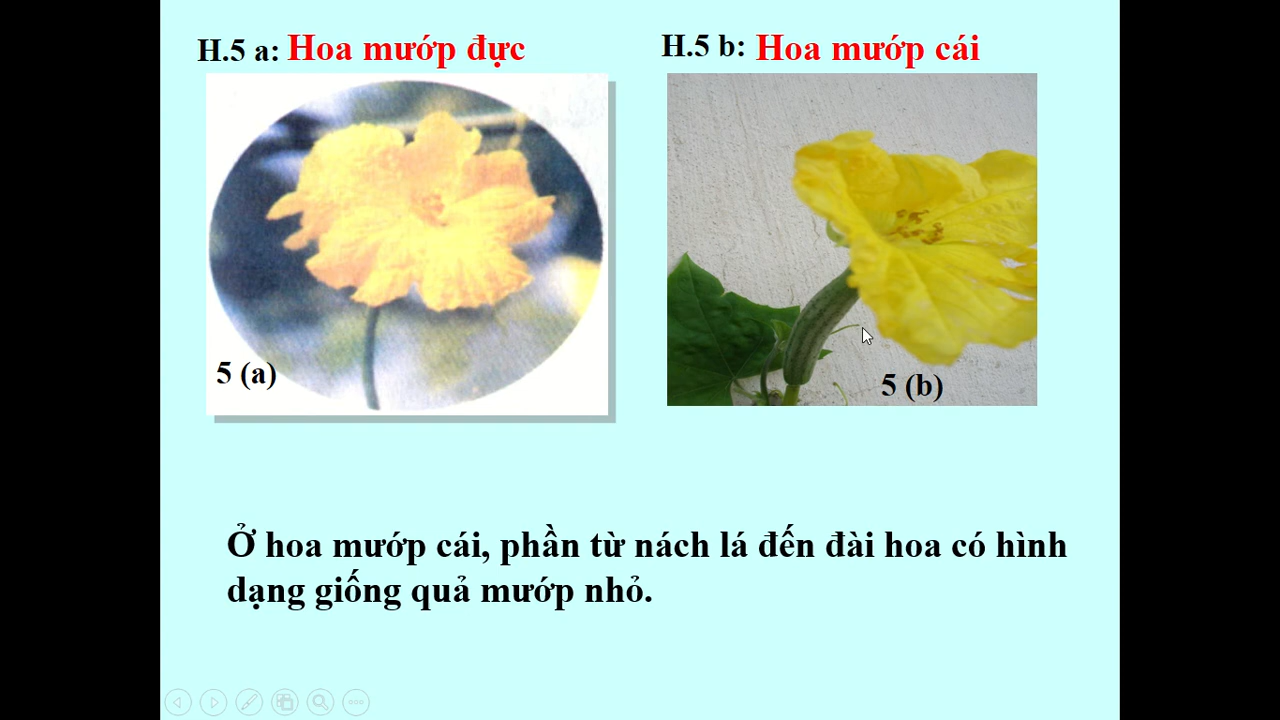 H.5 a: Hoa mướp đực
H.5 b: Hoa mướp cái
5 (a)
5 (b)
Ở hoa mướp cái, phần từ nách lá đến đài hoa có hình
dạng giống quả mướp nhỏ.